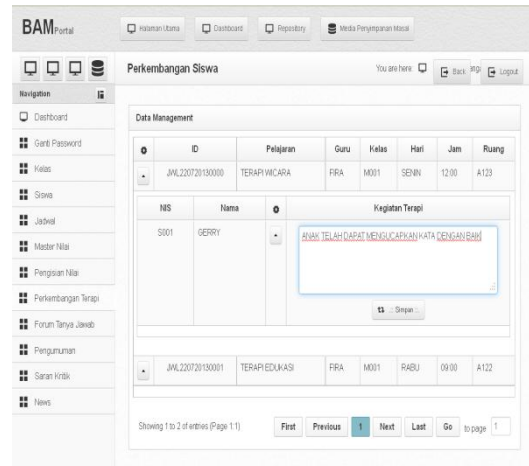 BAM Portal
Halaman Utama Dashboard Repository Media Penyimpanan Masal
Perkembangan Siswa
You are here: Back Logout
Navigation
Dashboard
Ganti Password
Kelas
Siswa
Jadwal
Master Nilai
Pengisian Nilai
Perkembangan Terapi
Forum Tanya Jawab
Pengumuman
Saran Kritik
News
Data Management
ID Pelajaran Guru Kelas Hari Jam Ruang
JWL220720130000 TERAPI WICARA FIRA M001 SENIN 12:00 A123
NIS Nama Kegiatan Terapi
S001 GERRY ANAK TELAH DAPAT MENGUCAPKAN KATA DENGAN BAIK
..: Simpan :..
JWL220720130001 TERAPI EDUKASI FIRA M001 RABU 09:00 A122
Showing 1 to 2 of entries (Page 1:1) First Previous 1 Next Last Go to page 1